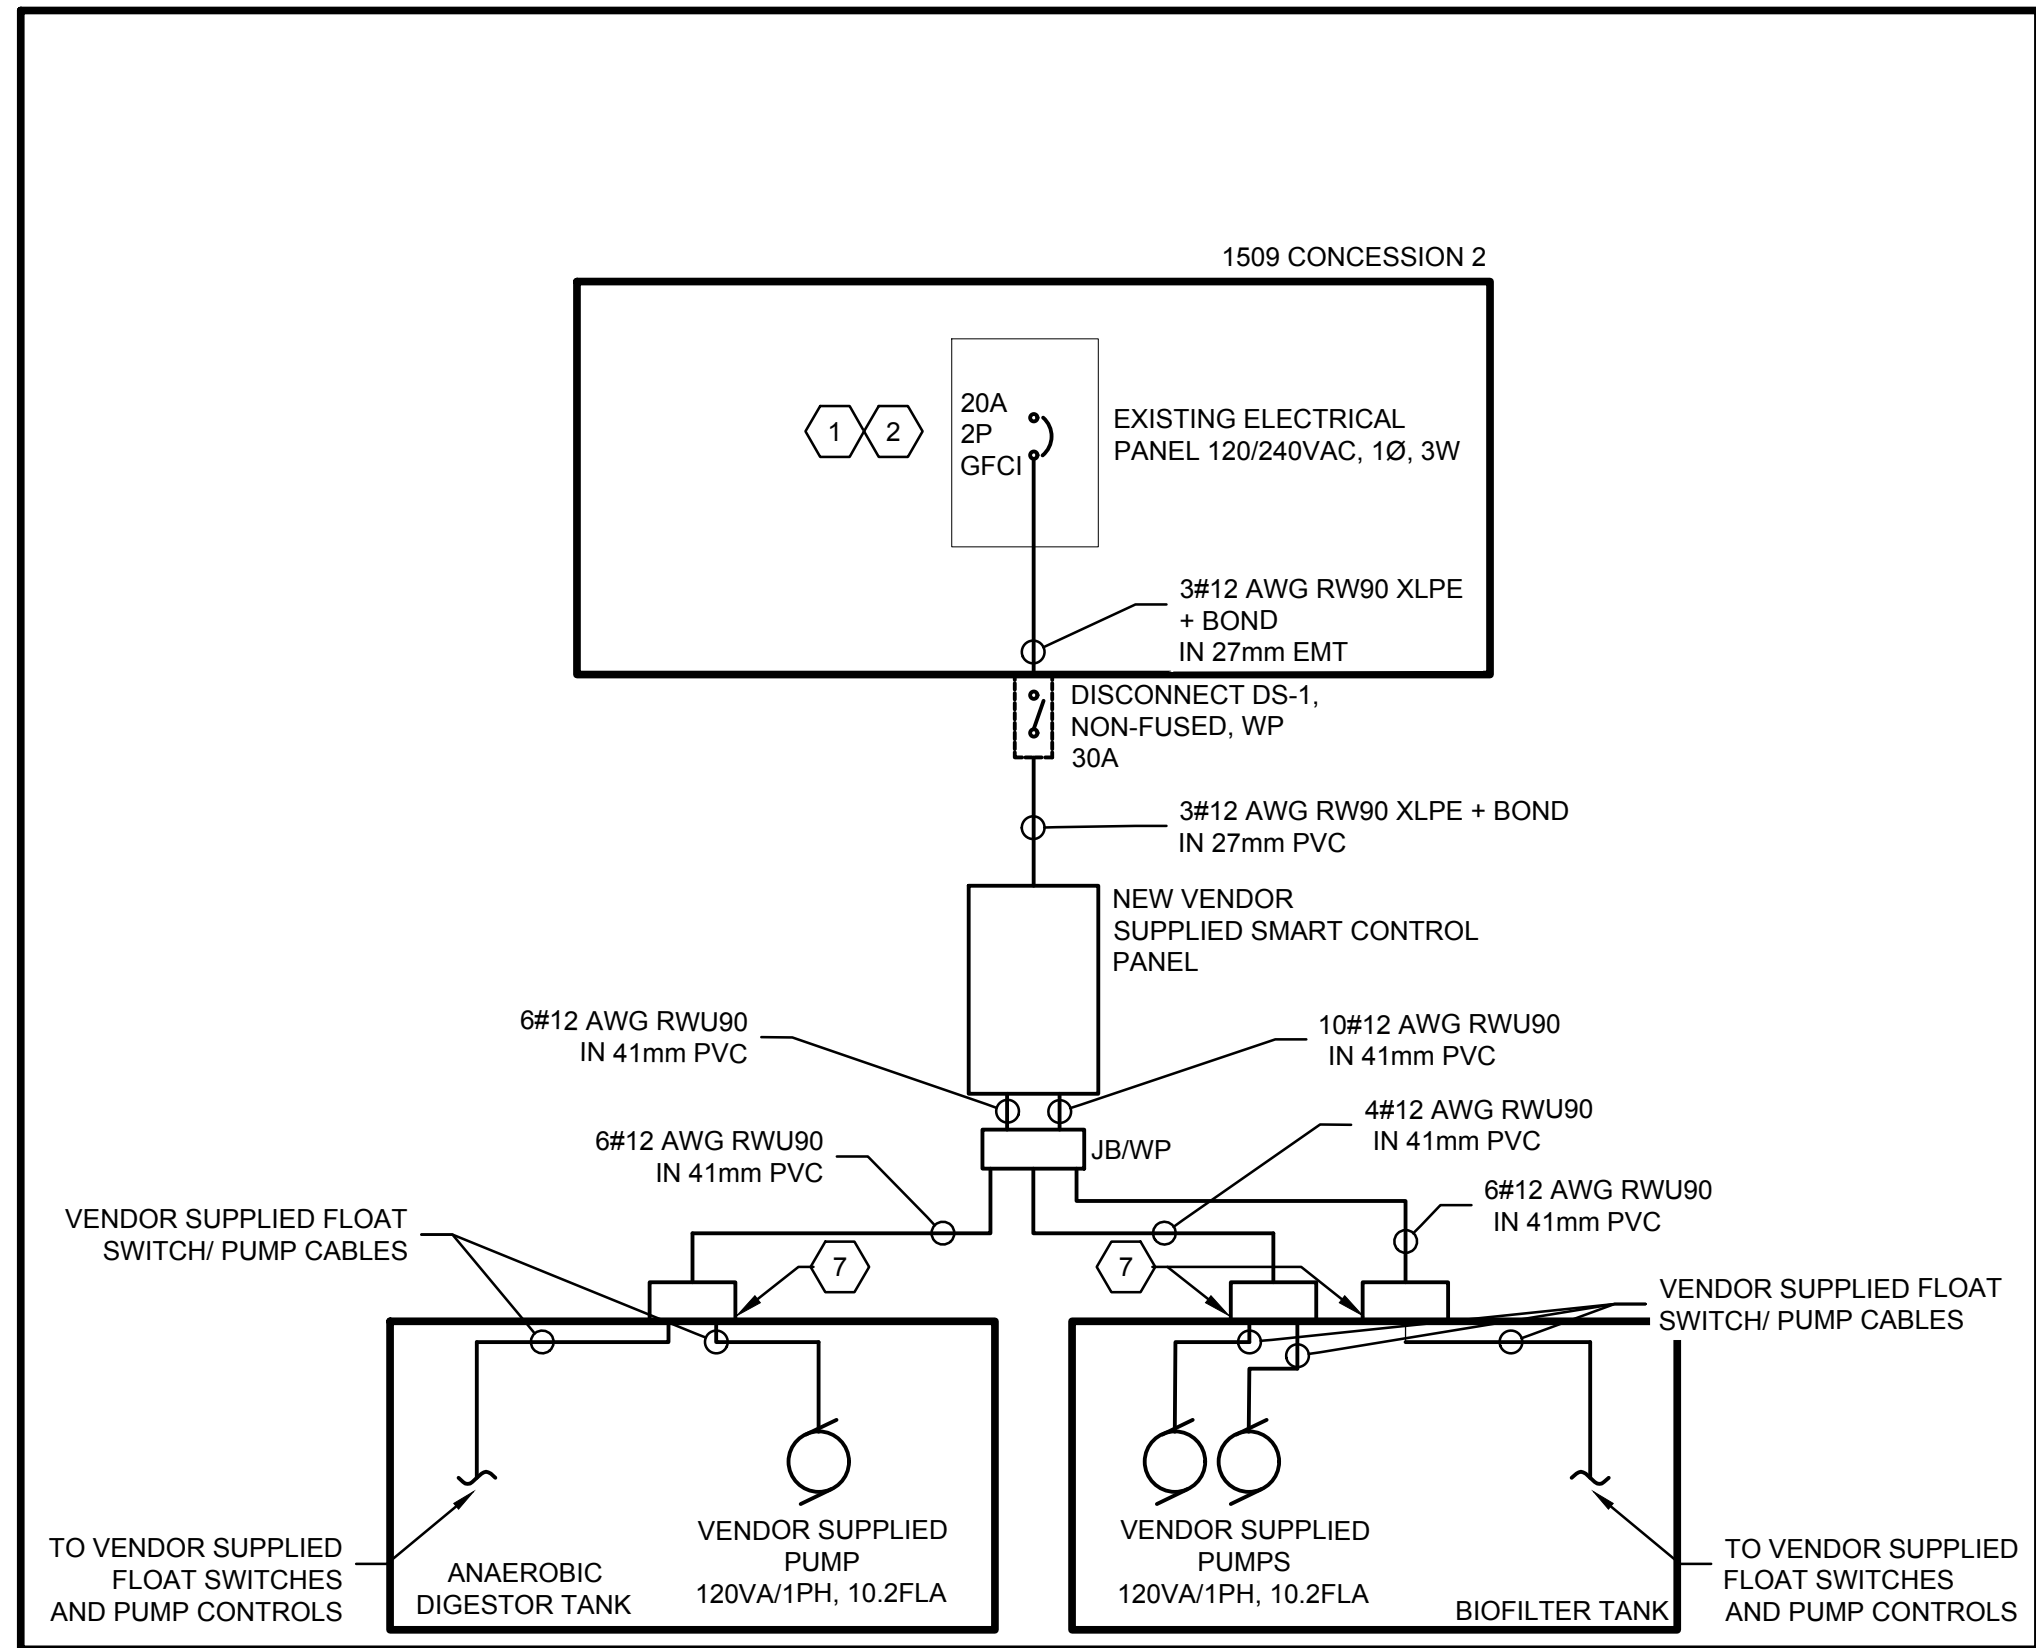 1509 CONCESSION 2
1
2
20A
2P
GFCI
EXISTING ELECTRICAL
PANEL 120/240VAC, 1Ø, 3W
3#12 AWG RW90 XLPE
+ BOND
IN 27mm EMT
DISCONNECT DS-1,
NON-FUSED, WP
30A
3#12 AWG RW90 XLPE + BOND
IN 27mm PVC
NEW VENDOR
SUPPLIED SMART CONTROL
PANEL
6#12 AWG RWU90
IN 41mm PVC
10#12 AWG RWU90
IN 41mm PVC
6#12 AWG RWU90
IN 41mm PVC
JB/WP
4#12 AWG RWU90
IN 41mm PVC
6#12 AWG RWU90
IN 41mm PVC
VENDOR SUPPLIED FLOAT
SWITCH/ PUMP CABLES
7
7
VENDOR SUPPLIED FLOAT
SWITCH/ PUMP CABLES
TO VENDOR SUPPLIED
FLOAT SWITCHES
AND PUMP CONTROLS
ANAEROBIC
DIGESTOR TANK
VENDOR SUPPLIED
PUMP
120VA/1PH, 10.2FLA
VENDOR SUPPLIED
PUMPS
120VA/1PH, 10.2FLA
BIOFILTER TANK
TO VENDOR SUPPLIED
FLOAT SWITCHES
AND PUMP CONTROLS